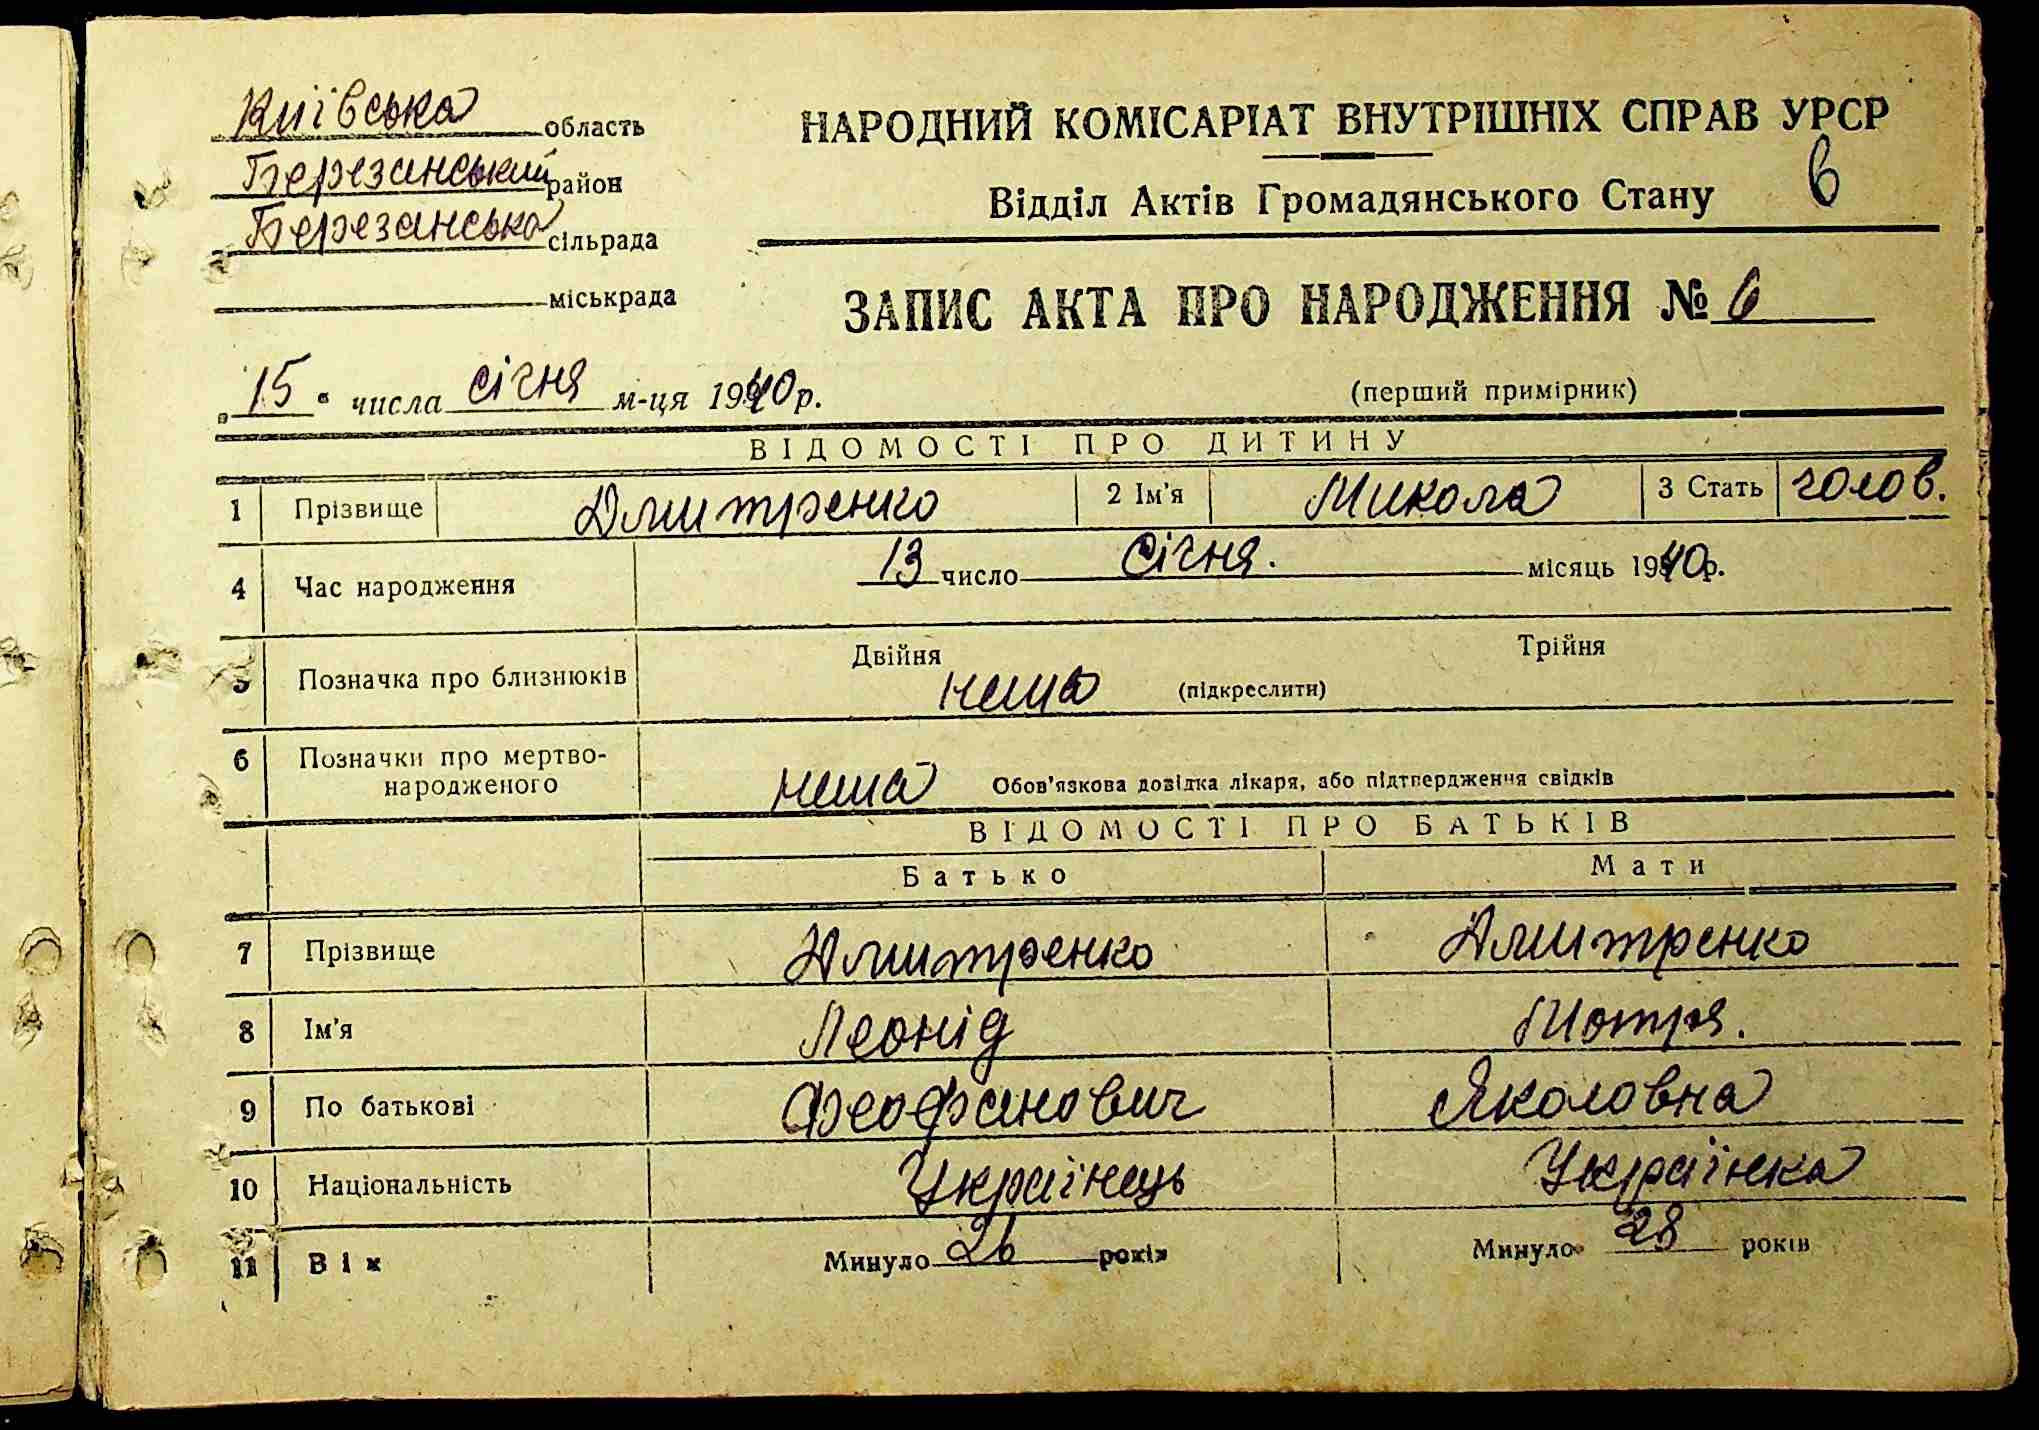 Київська область
Березанський район
Березанська сільрада
міськрада
НАРОДНИЙ КОМІСАРІАТ ВНУТРІШНІХ СПРАВ УРСР
6
Відділ Актів Громадянського Стану
ЗАПИС АКТА ПРО НАРОДЖЕННЯ № 6
„15“ числа січня м-ця 1940 р.
(перший примірник)
ВІДОМОСТІ ПРО ДИТИНУ
1 Прізвище Дмитренко 2 Ім'я Микола 3 Стать голов.
4 Час народження 13 число Січня. місяць 1940 р.
5 Позначка про близнюків Двійня нема (підкреслити) Трійня
6 Позначки про мертво-
народженого нема Обов'язкова довідка лікаря, або підтвердження свідків
ВІДОМОСТІ ПРО БАТЬКІВ
Батько Мати
7 Прізвище Дмитренко Дмитренко
8 Ім'я Леонід Мотря.
9 По батькові Феофанович Яколовна
10 Національність Українець Українка
11 Вік Минуло 26 років Минуло 28 років